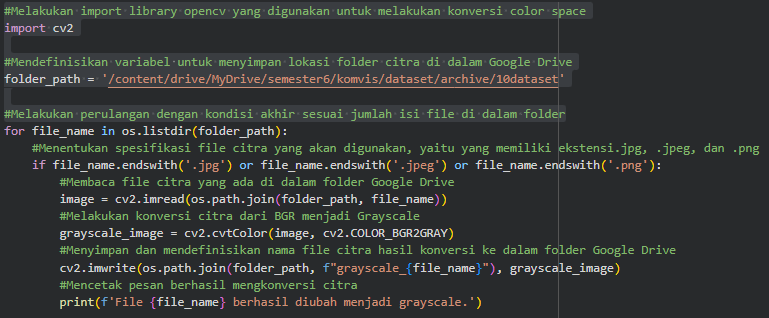 #Melakukan import library opencv yang digunakan untuk melakukan konversi color space
import cv2

#Mendefinisikan variabel untuk menyimpan lokasi folder citra di dalam Google Drive
folder_path = '/content/drive/MyDrive/semester6/komvis/dataset/archive/10dataset'

#Melakukan perulangan dengan kondisi akhir sesuai jumlah isi file di dalam folder
for file_name in os.listdir(folder_path):
    #Menentukan spesifikasi file citra yang akan digunakan, yaitu yang memiliki ekstensi.jpg, .jpeg, dan .png
    if file_name.endswith('.jpg') or file_name.endswith('.jpeg') or file_name.endswith('.png'):
        #Membaca file citra yang ada di dalam folder Google Drive
        image = cv2.imread(os.path.join(folder_path, file_name))
        #Melakukan konversi citra dari BGR menjadi Grayscale
        grayscale_image = cv2.cvtColor(image, cv2.COLOR_BGR2GRAY)
        #Menyimpan dan mendefinisikan nama file citra hasil konversi ke dalam folder Google Drive
        cv2.imwrite(os.path.join(folder_path, f"grayscale_{file_name}"), grayscale_image)
        #Mencetak pesan berhasil mengkonversi citra
        print(f'File {file_name} berhasil diubah menjadi grayscale.')